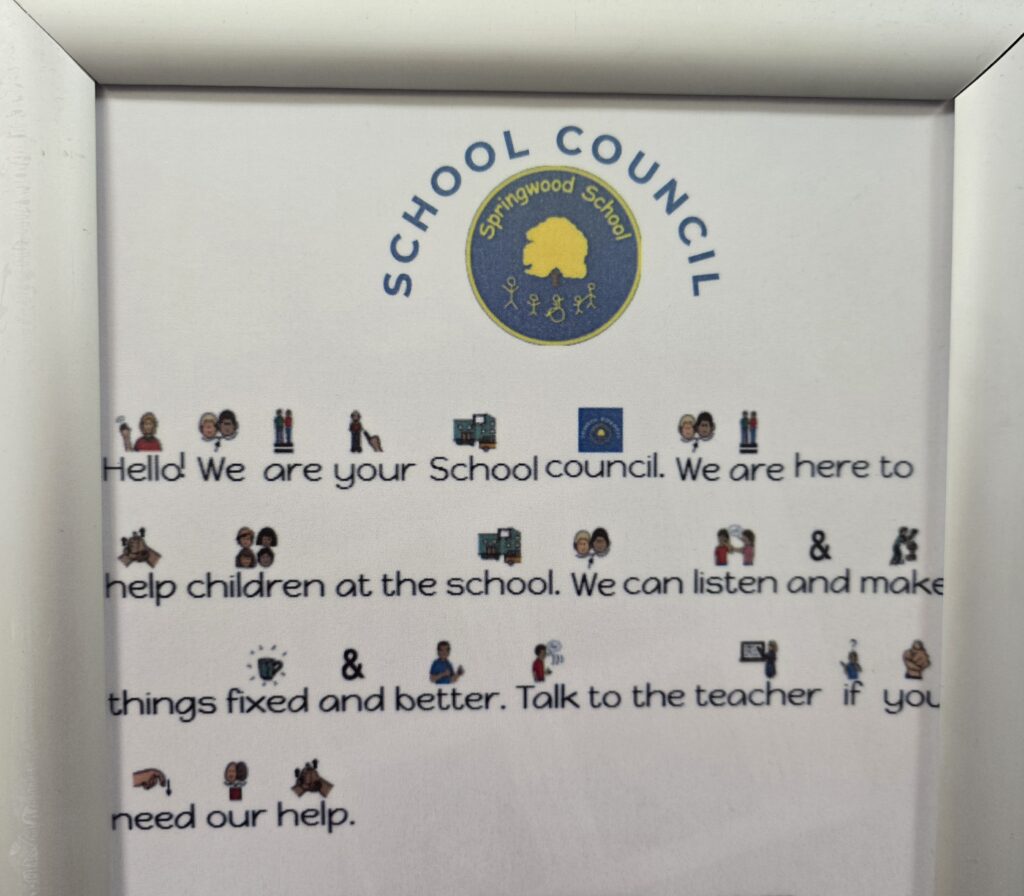 SCHOOL COUNCIL
Springwood School
Hello! We are your School council. We are here to
& 
help children at the school. We can listen and make
&
things fixed and better. Talk to the teacher if you
need our help.